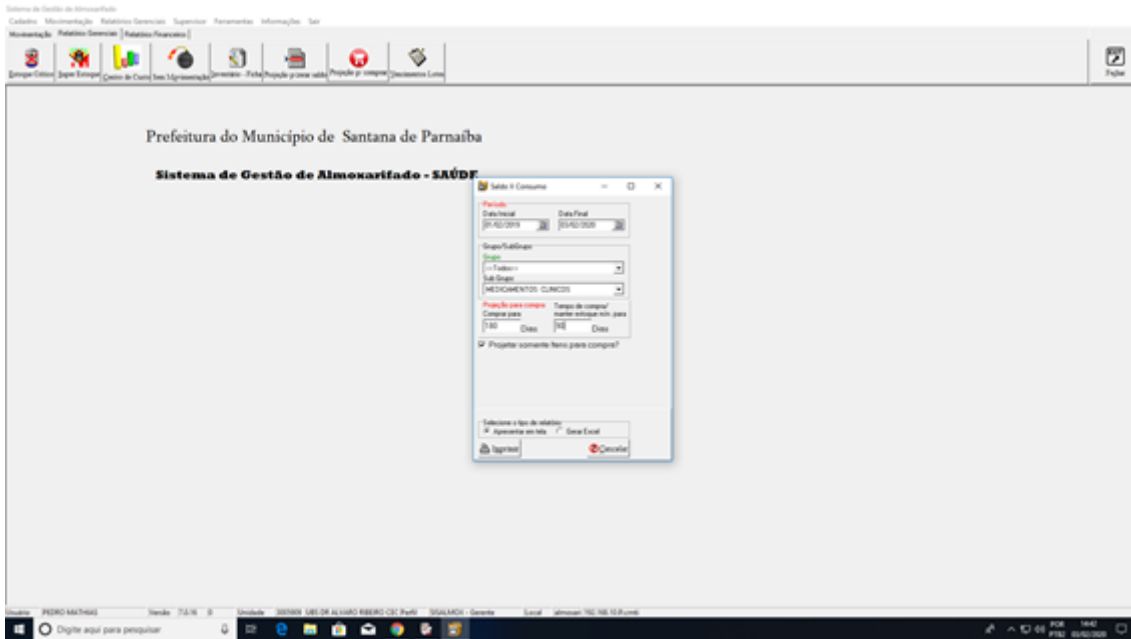 Sistema de Gestão de Almoxarifado
Cadastro Movimentação Relatórios Gerenciais Supervisor Ferramentas Informações Sair
Movimentação Relatórios Gerenciais Relatórios Financeiros
Estoque Crítico Super Estoque Centro de Custo Sem Movimentação Inventário - Ficha Projeção p/zerar saldo Projeção p/ compras Vencimentos Lotes Fechar
Prefeitura do Município de Santana de Parnaíba
Sistema de Gestão de Almoxarifado - SAÚDE
Saldo X Consumo
Período
Data Inicial Data Final
01/02/2019 03/02/2020
Grupo/SubGrupo
Grupo
<<Todos>>
Sub Grupo
MEDICAMENTOS CLINICOS
Projeção para compra Tempo de compra/
Comprar para manter estoque mín. para
180 Dias 90 Dias
Projetar somente Itens para compra?
Selecione o tipo de relatório
Apresentar em tela Gerar Excel
Imprimir Cancelar
Usuário PEDRO MATHIAS Versão 7.0.16 Unidade UBS DR ALVARO RIBEIRO CEC Perfil SISALMOX - Gerente Local
Digite aqui para pesquisar
POR 14:42
PTB2 03/02/2020